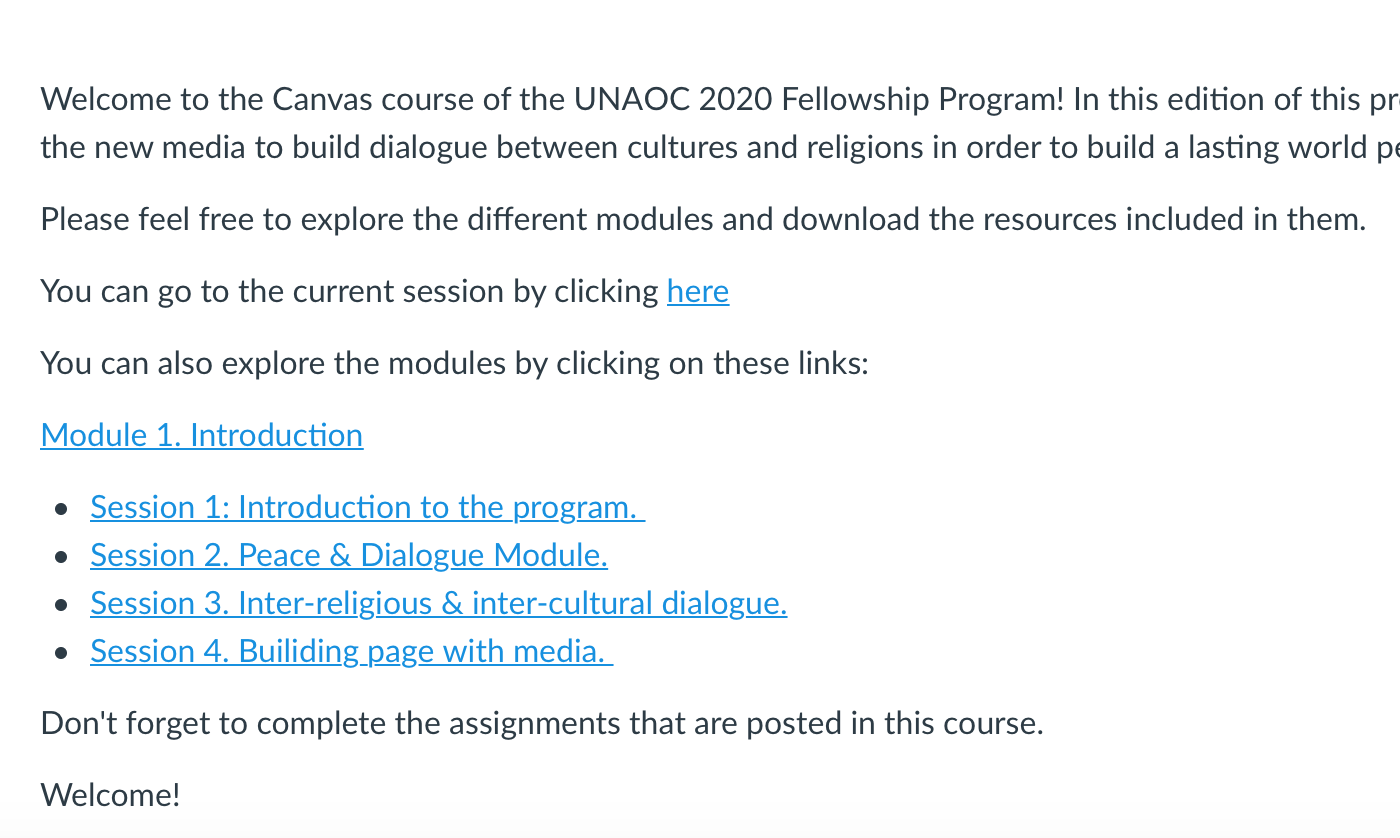 Welcome to the Canvas course of the UNAOC 2020 Fellowship Program! In this edition of this
the new media to build dialogue between cultures and religions in order to build a lasting world
Please feel free to explore the different modules and download the resources included in them.
You can go to the current session by clicking here
You can also explore the modules by clicking on these links:
Module 1. Introduction
• Session 1: Introduction to the program.
• Session 2. Peace & Dialogue Module.
• Session 3. Inter-religious & inter-cultural dialogue.
• Session 4. Builiding page with media.
Don't forget to complete the assignments that are posted in this course.
Welcome!